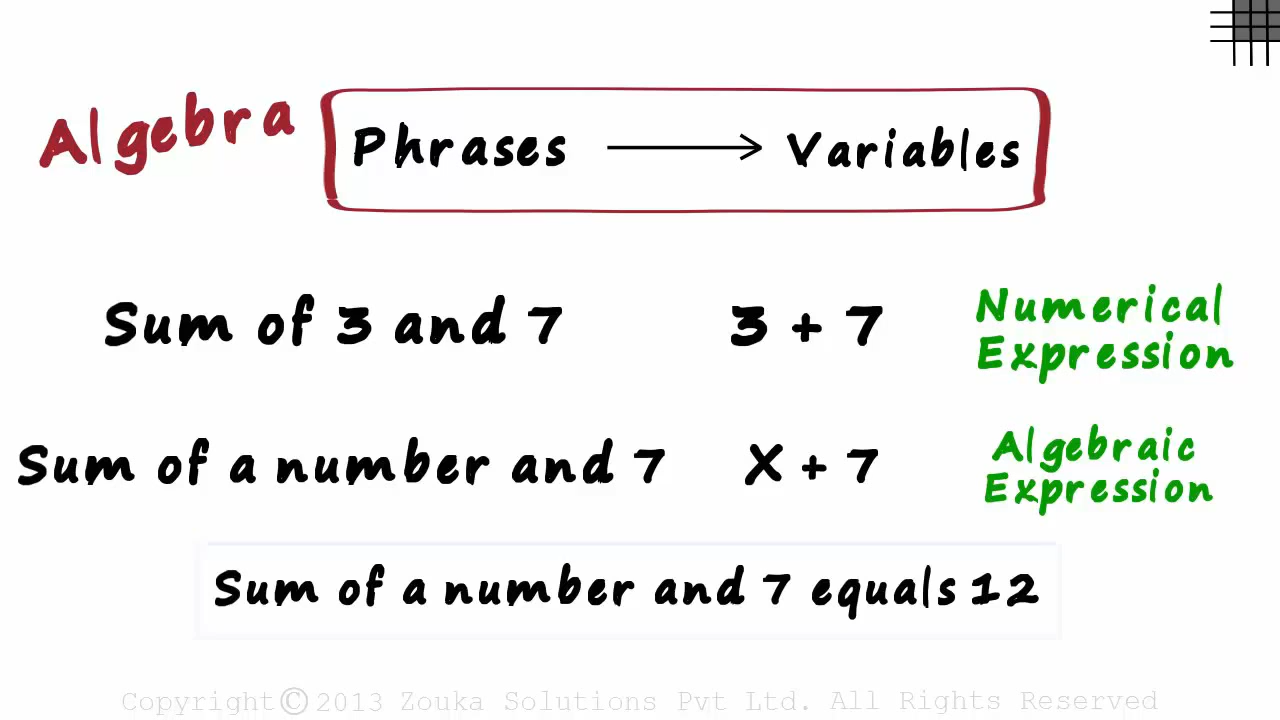 Algebra Phrases → Variables
Sum of 3 and 7 3 + 7 Numerical Expression
Sum of a number and 7 X + 7 Algebraic Expression
Sum of a number and 7 equals 12
Copyright© 2013 Zouka Solutions Pvt Ltd. All Rights Reserved